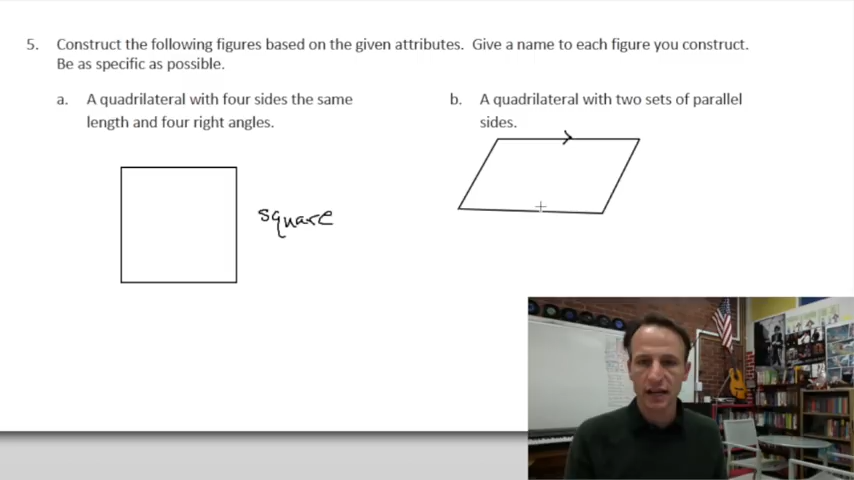 5. Construct the following figures based on the given attributes. Give a name to each figure you construct.
Be as specific as possible.
a. A quadrilateral with four sides the same
length and four right angles.
square
b. A quadrilateral with two sets of parallel
sides.